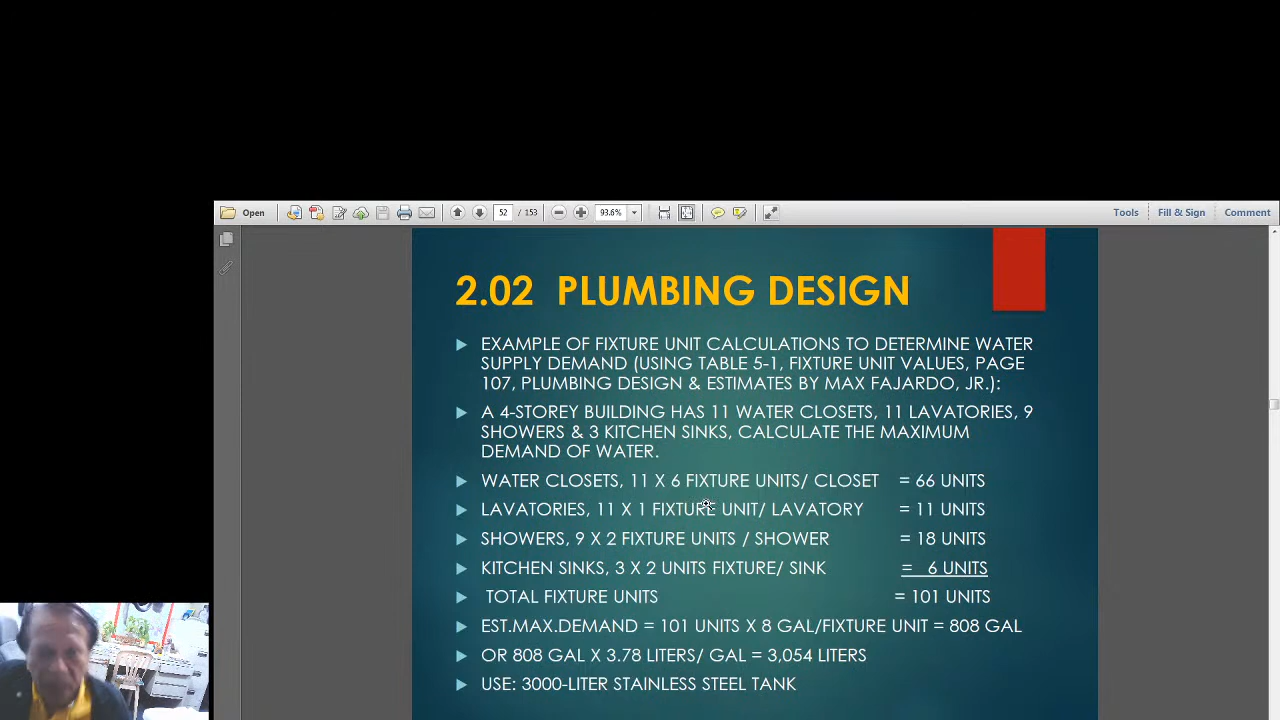 Open 52 / 153 93.6% Tools Fill & Sign Comment
2.02 PLUMBING DESIGN
EXAMPLE OF FIXTURE UNIT CALCULATIONS TO DETERMINE WATER
SUPPLY DEMAND (USING TABLE 5-1, FIXTURE UNIT VALUES, PAGE
107, PLUMBING DESIGN & ESTIMATES BY MAX FAJARDO, JR.):
A 4-STOREY BUILDING HAS 11 WATER CLOSETS, 11 LAVATORIES, 9
SHOWERS & 3 KITCHEN SINKS, CALCULATE THE MAXIMUM
DEMAND OF WATER.
WATER CLOSETS, 11 X 6 FIXTURE UNITS/ CLOSET = 66 UNITS
LAVATORIES, 11 X 1 FIXTURE UNIT/ LAVATORY = 11 UNITS
SHOWERS, 9 X 2 FIXTURE UNITS / SHOWER = 18 UNITS
KITCHEN SINKS, 3 X 2 UNITS FIXTURE/ SINK = 6 UNITS
TOTAL FIXTURE UNITS = 101 UNITS
EST.MAX.DEMAND = 101 UNITS X 8 GAL/FIXTURE UNIT = 808 GAL
OR 808 GAL X 3.78 LITERS/ GAL = 3,054 LITERS
USE: 3000-LITER STAINLESS STEEL TANK